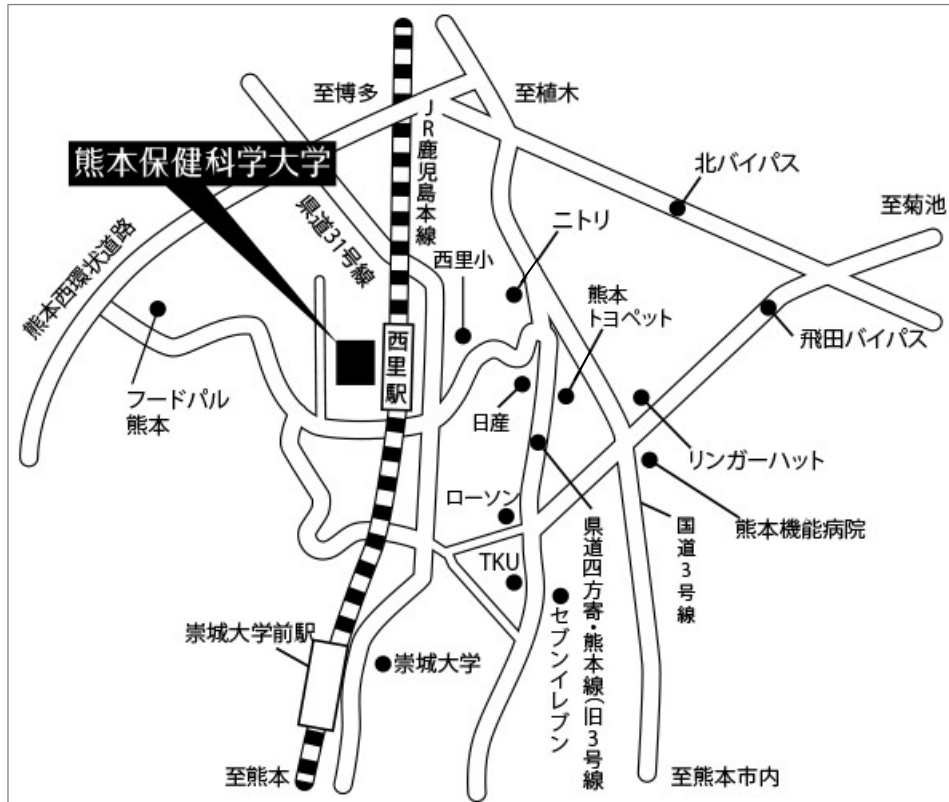 至博多
至植木
JR鹿児島本線
熊本保健科学大学
北バイパス
至菊池
県道31号線
ニトリ
西里小
熊本西環状道路
熊本
トヨペット
飛田バイパス
西里駅
フードパル
熊本
日産
リンガーハット
ローソン
熊本機能病院
国道3号線
県道四方寄・熊本線(旧3号線
TKU
セブンイレブン
崇城大学前駅
崇城大学
至熊本
至熊本市内